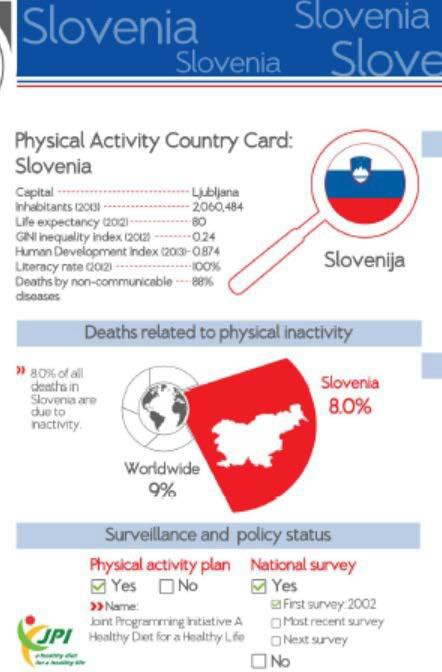 Slovenia
Slovenia
Slovenia
Slove
Physical Activity Country Card:
Slovenia
Capital Ljubljana
Inhabitants (2013) 2,060,484
Life expectancy (2012) 80
GINI inequality index (2012) 0.24
Human Development Index (2013) 0.874
Literacy rate (2012) 100%
Deaths by non-communicable diseases 88%
Slovenija
Deaths related to physical inactivity
» 8.0% of all
deaths in
Slovenia are
due to
inactivity.
Slovenia
8.0%
Worldwide
9%
Surveillance and policy status
Physical activity plan
Yes No
»Name:
Joint Programming Initiative A
Healthy Diet for a Healthy Life
National survey
Yes
First survey:2002
Most recent survey
Next survey
No
JPI
a healthy diet
for a healthy life